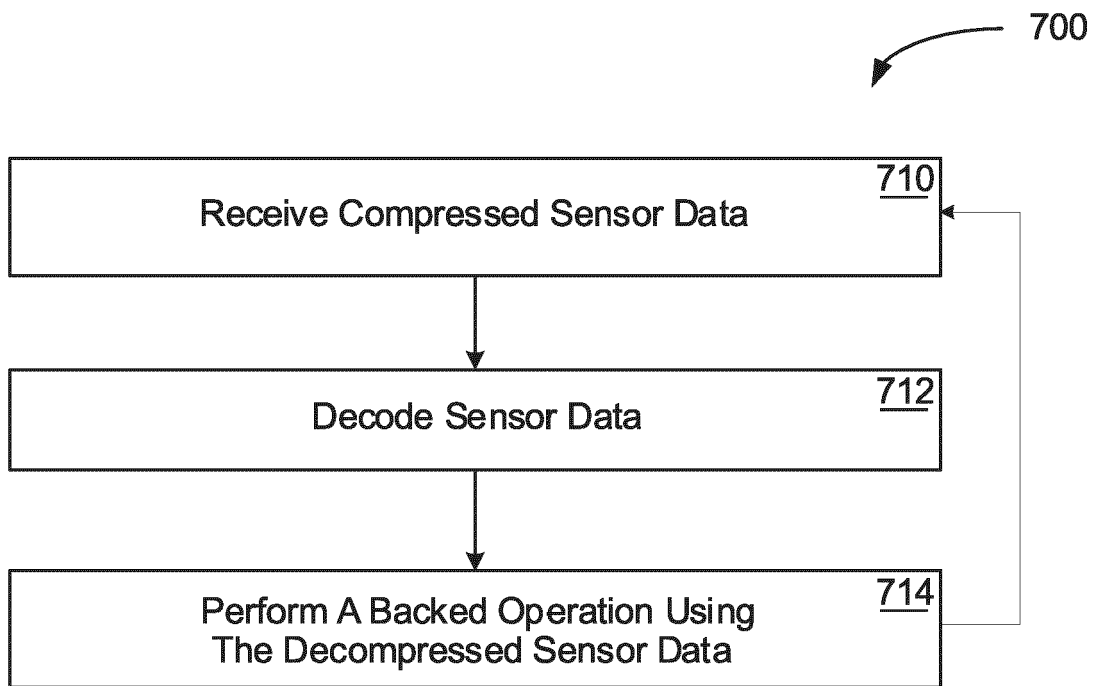 700
710
Receive Compressed Sensor Data
712
Decode Sensor Data
714
Perform A Backed Operation Using
The Decompressed Sensor Data